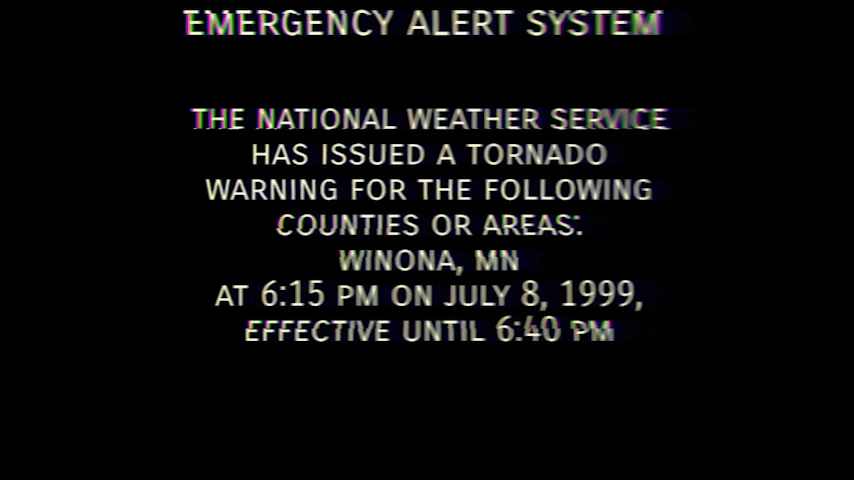 EMERGENCY ALERT SYSTEM
THE NATIONAL WEATHER SERVICE
HAS ISSUED A TORNADO
WARNING FOR THE FOLLOWING
COUNTIES OR AREAS:
WINONA, MN
AT 6:15 PM ON JULY 8, 1999,
EFFECTIVE UNTIL 6:40 PM